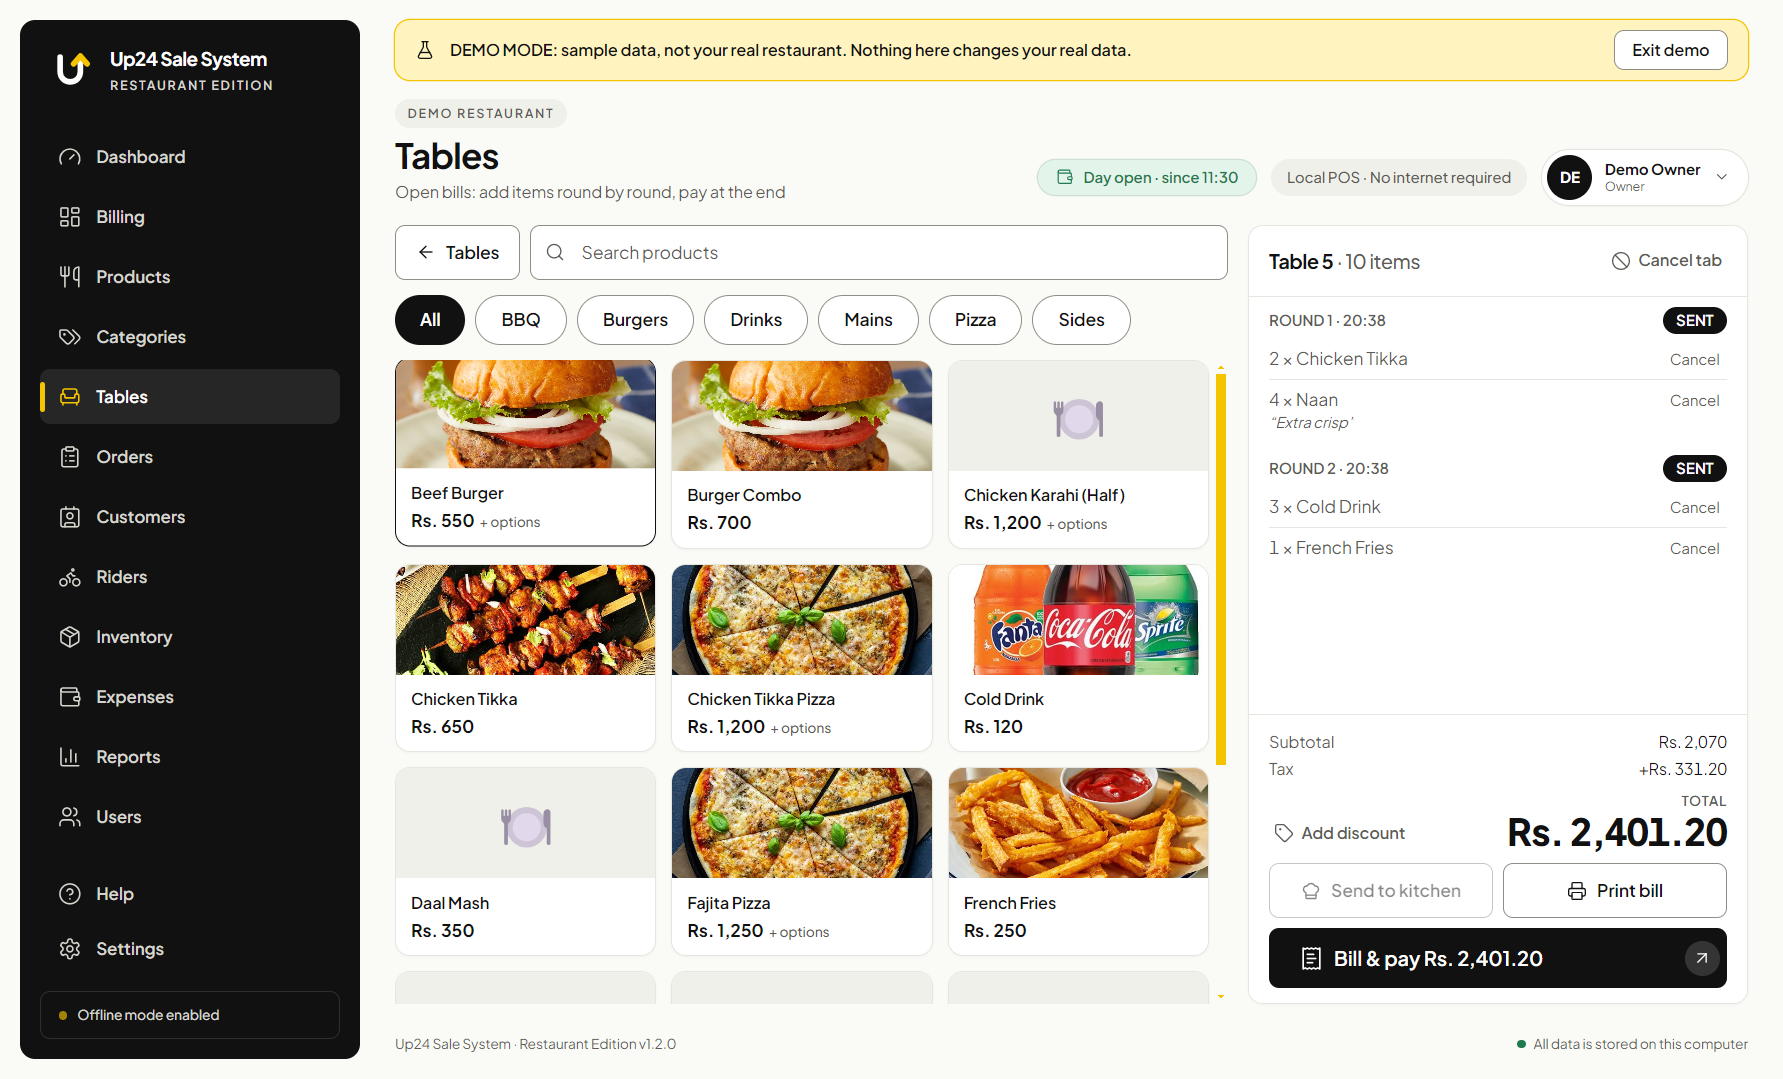 Up24 Sale System
RESTAURANT EDITION
Dashboard
Billing
Products
Categories
Tables
Orders
Customers
Riders
Inventory
Expenses
Reports
Users
Help
Settings
Offline mode enabled
DEMO MODE: sample data, not your real restaurant. Nothing here changes your real data.
Exit demo
DEMO RESTAURANT
Tables
Open bills: add items round by round, pay at the end
Day open · since 11:30
Local POS · No internet required
DE
Demo Owner
Owner
Tables
Search products
All
BBQ
Burgers
Drinks
Mains
Pizza
Sides
Beef Burger
Rs. 550 + options
Burger Combo
Rs. 700
Chicken Karahi (Half)
Rs. 1,200 + options
Chicken Tikka
Rs. 650
Chicken Tikka Pizza
Rs. 1,200 + options
Fanta
Coca-Cola
Sprite
Cold Drink
Rs. 120
Daal Mash
Rs. 350
Fajita Pizza
Rs. 1,250 + options
French Fries
Rs. 250
Table 5 · 10 items
Cancel tab
ROUND 1 · 20:38
SENT
2 × Chicken Tikka
Cancel
4 × Naan
Cancel
“Extra crisp”
ROUND 2 · 20:38
SENT
3 × Cold Drink
Cancel
1 × French Fries
Cancel
Subtotal
Rs. 2,070
Tax
+Rs. 331.20
TOTAL
Add discount
Rs. 2,401.20
Send to kitchen
Print bill
Bill & pay Rs. 2,401.20
Up24 Sale System · Restaurant Edition v1.2.0
All data is stored on this computer